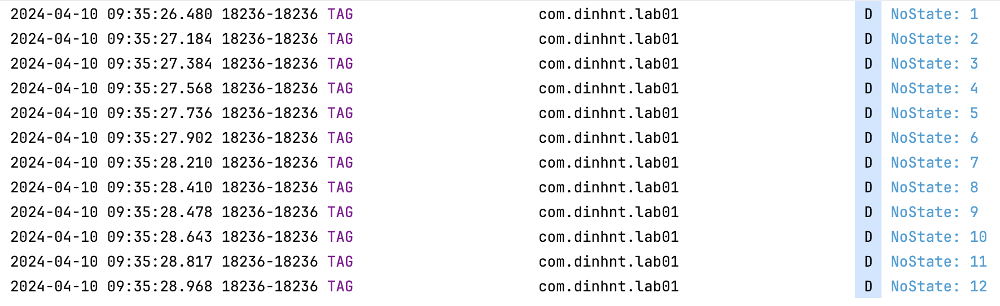 2024-04-10 09:35:26.480 18236-18236 TAG com.dinhnt.lab01 D NoState: 1
2024-04-10 09:35:27.184 18236-18236 TAG com.dinhnt.lab01 D NoState: 2
2024-04-10 09:35:27.384 18236-18236 TAG com.dinhnt.lab01 D NoState: 3
2024-04-10 09:35:27.568 18236-18236 TAG com.dinhnt.lab01 D NoState: 4
2024-04-10 09:35:27.736 18236-18236 TAG com.dinhnt.lab01 D NoState: 5
2024-04-10 09:35:27.902 18236-18236 TAG com.dinhnt.lab01 D NoState: 6
2024-04-10 09:35:28.210 18236-18236 TAG com.dinhnt.lab01 D NoState: 7
2024-04-10 09:35:28.410 18236-18236 TAG com.dinhnt.lab01 D NoState: 8
2024-04-10 09:35:28.478 18236-18236 TAG com.dinhnt.lab01 D NoState: 9
2024-04-10 09:35:28.643 18236-18236 TAG com.dinhnt.lab01 D NoState: 10
2024-04-10 09:35:28.817 18236-18236 TAG com.dinhnt.lab01 D NoState: 11
2024-04-10 09:35:28.968 18236-18236 TAG com.dinhnt.lab01 D NoState: 12